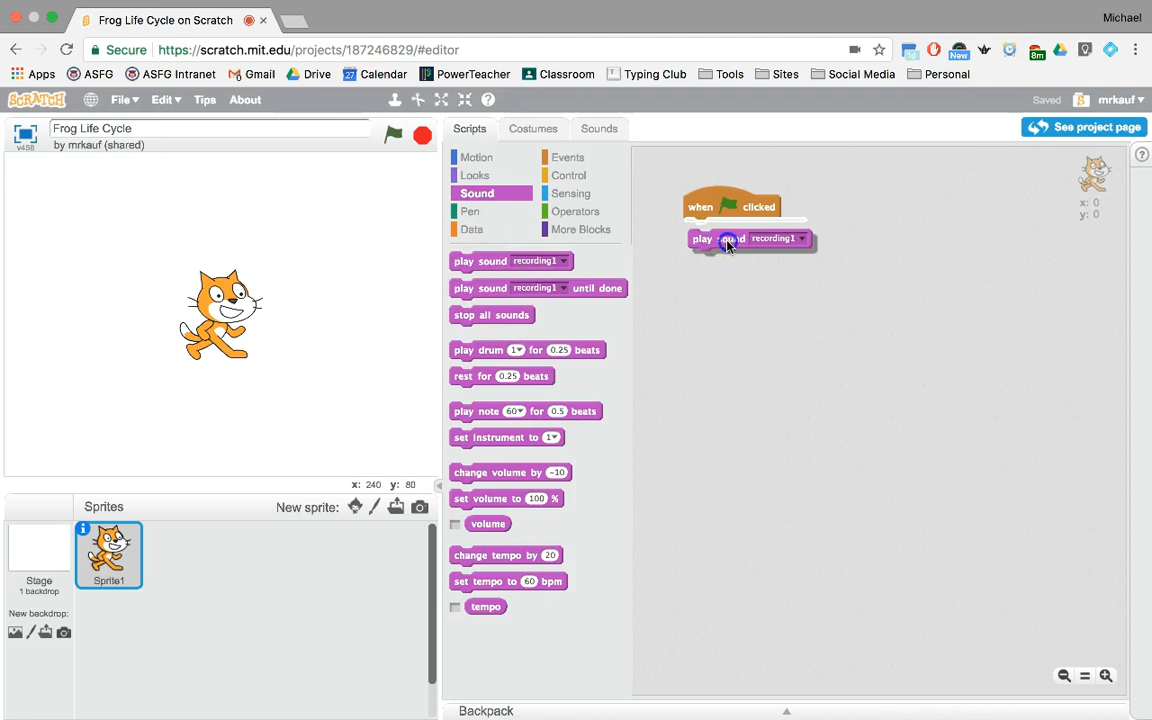 Frog Life Cycle on Scratch
Michael
Secure https://scratch.mit.edu/projects/187246829/#editor
New
8m
Apps ASFG ASFG Intranet Gmail Drive 27 Calendar PowerTeacher Classroom T Typing Club Tools Sites Social Media Personal
SCRATCH File Edit Tips About Saved mrkauf
v458
Frog Life Cycle
by mrkauf (shared)
Scripts Costumes Sounds
See project page
Motion Events
Looks Control
Sound Sensing
Pen Operators
Data More Blocks
play sound recording1
play sound recording1 until done
stop all sounds
play drum 1 for 0.25 beats
rest for 0.25 beats
play note 60 for 0.5 beats
set instrument to 1
change volume by -10
set volume to 100 %
volume
change tempo by 20
set tempo to 60 bpm
tempo
when clicked
play sound recording1
x: 0
y: 0
x: 240 y: 80
Sprites New sprite:
Stage
1 backdrop
New backdrop:
i
Sprite1
Backpack